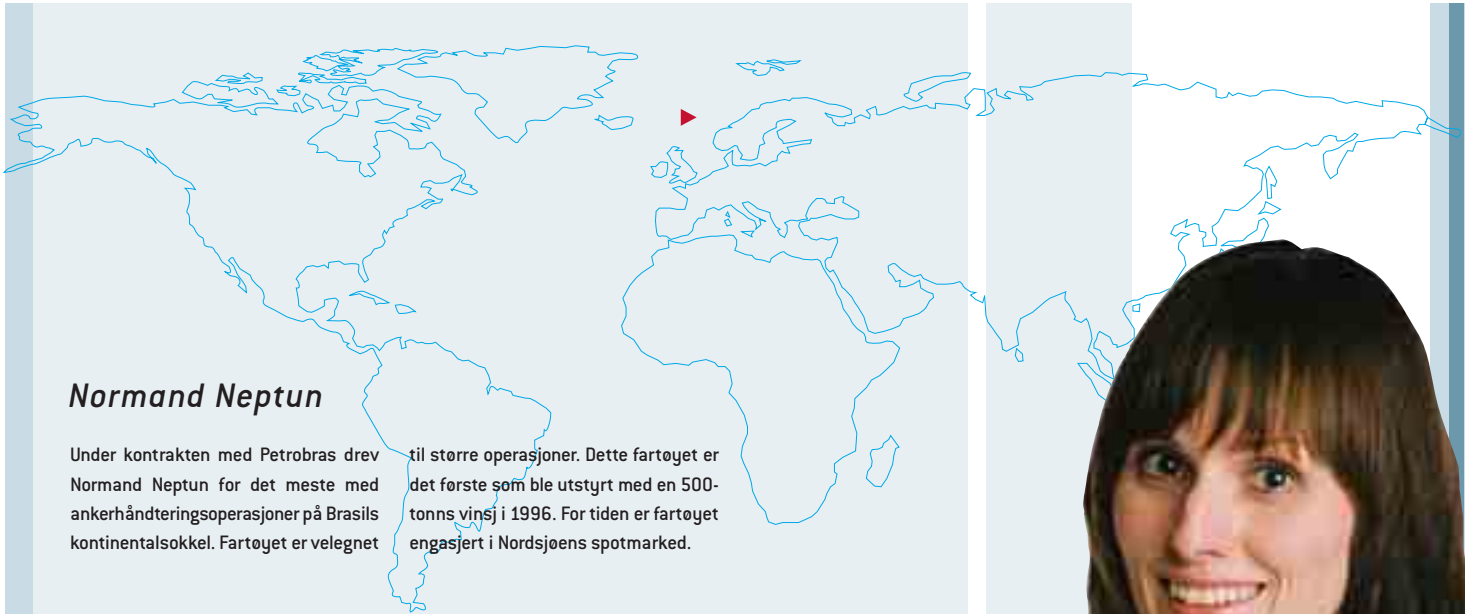 Normand Neptun
Under kontrakten med Petrobras drev
Normand Neptun for det meste med
ankerhåndteringsoperasjoner på Brasils
kontinentalsokkel. Fartøyet er velegnet
til større operasjoner. Dette fartøyet er
det første som ble utstyrt med en 500-
tonns vinsj i 1996. For tiden er fartøyet
engasjert i Nordsjøens spotmarked.